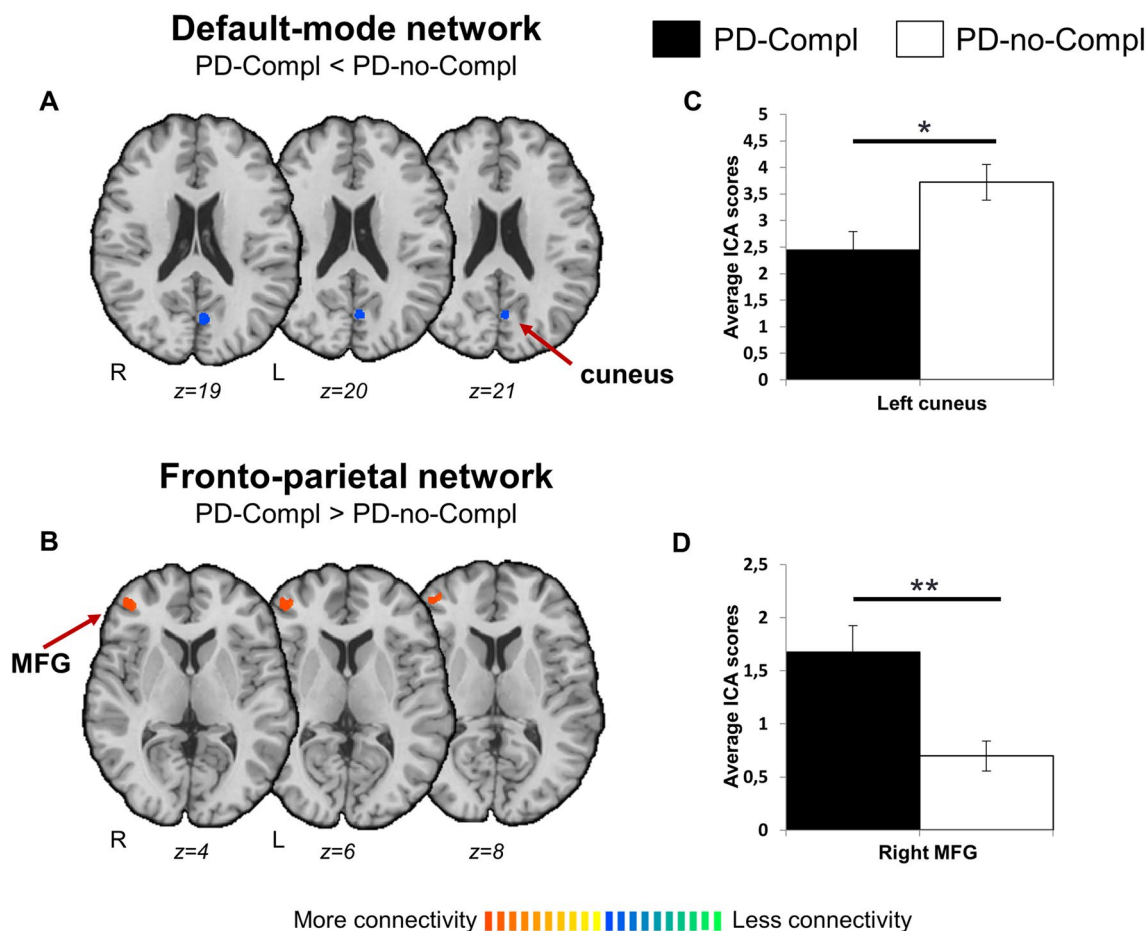 Default-mode network
PD-Compl < PD-no-Compl
PD-Compl
PD-no-Compl
A
R
L
z=19
z=20
z=21
cuneus
C
Average ICA scores
5
4,5
4
3,5
3
2,5
2
1,5
1
0,5
0
*
Left cuneus
Fronto-parietal network
PD-Compl > PD-no-Compl
B
MFG
R
L
z=4
z=6
z=8
D
Average ICA scores
2,5
2
1,5
1
0,5
0
**
Right MFG
More connectivity
Less connectivity